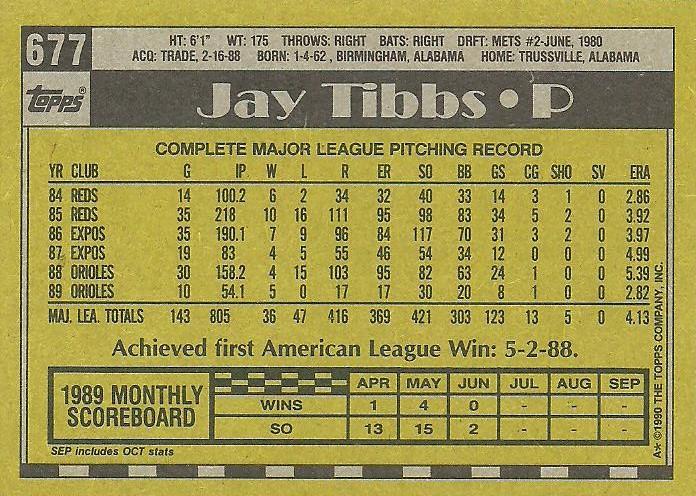 677
HT: 6'1" WT: 175 THROWS: RIGHT BATS: RIGHT DRFT: METS #2-JUNE, 1980
ACQ: TRADE, 2-16-88 BORN: 1-4-62 , BIRMINGHAM, ALABAMA HOME: TRUSSVILLE, ALABAMA
TOPPS®
Jay Tibbs • P
COMPLETE MAJOR LEAGUE PITCHING RECORD
YR CLUB G IP W L R ER SO BB GS CG SHO SV ERA
84 REDS 14 100.2 6 2 34 32 40 33 14 3 1 0 2.86
85 REDS 35 218 10 16 111 95 98 83 34 5 2 0 3.92
86 EXPOS 35 190.1 7 9 96 84 117 70 31 3 2 0 3.97
87 EXPOS 19 83 4 5 55 46 54 34 12 0 0 0 4.99
88 ORIOLES 30 158.2 4 15 103 95 82 63 24 1 0 0 5.39
89 ORIOLES 10 54.1 5 0 17 17 30 20 8 1 0 0 2.82
MAJ. LEA. TOTALS 143 805 36 47 416 369 421 303 123 13 5 0 4.13
Achieved first American League Win: 5-2-88.
1989 MONTHLY SCOREBOARD
APR MAY JUN JUL AUG SEP
WINS 1 4 0 - - -
SO 13 15 2 - - -
SEP includes OCT stats
A* ©1990 THE TOPPS COMPANY, INC.